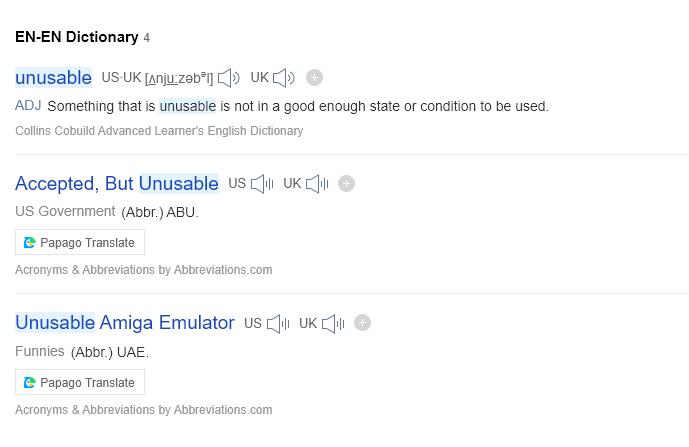 EN-EN Dictionary 4
unusable US·UK [ʌnjuːzəbᵊl] UK
ADJ Something that is unusable is not in a good enough state or condition to be used.
Collins Cobuild Advanced Learner's English Dictionary
Accepted, But Unusable US UK
US Government (Abbr.) ABU.
Papago Translate
Acronyms & Abbreviations by Abbreviations.com
Unusable Amiga Emulator US UK
Funnies (Abbr.) UAE.
Papago Translate
Acronyms & Abbreviations by Abbreviations.com